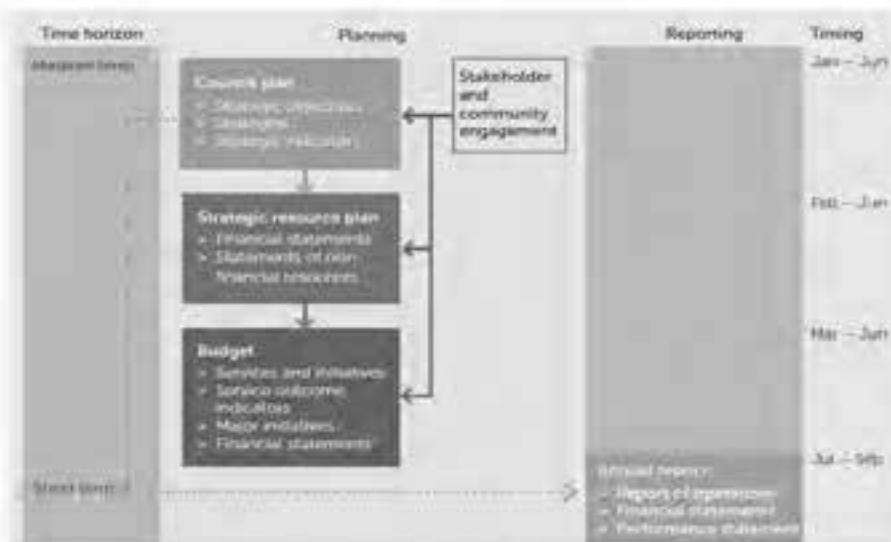 Time horizon
Planning
Reporting
Timing
Medium term
Council plan
> Strategic objectives
> Strategies
> Strategic indicators
Stakeholder
and
community
engagement
Jan – Jun
Strategic resource plan
> Financial statements
> Statements of non-
financial resources
Feb – Jun
Budget
> Services and initiatives
> Service outcome
indicators
> Major initiatives
> Financial statements
Mar – Jun
Short term
Annual report
> Report of operations
> Financial statements
> Performance statement
Jul – Sep